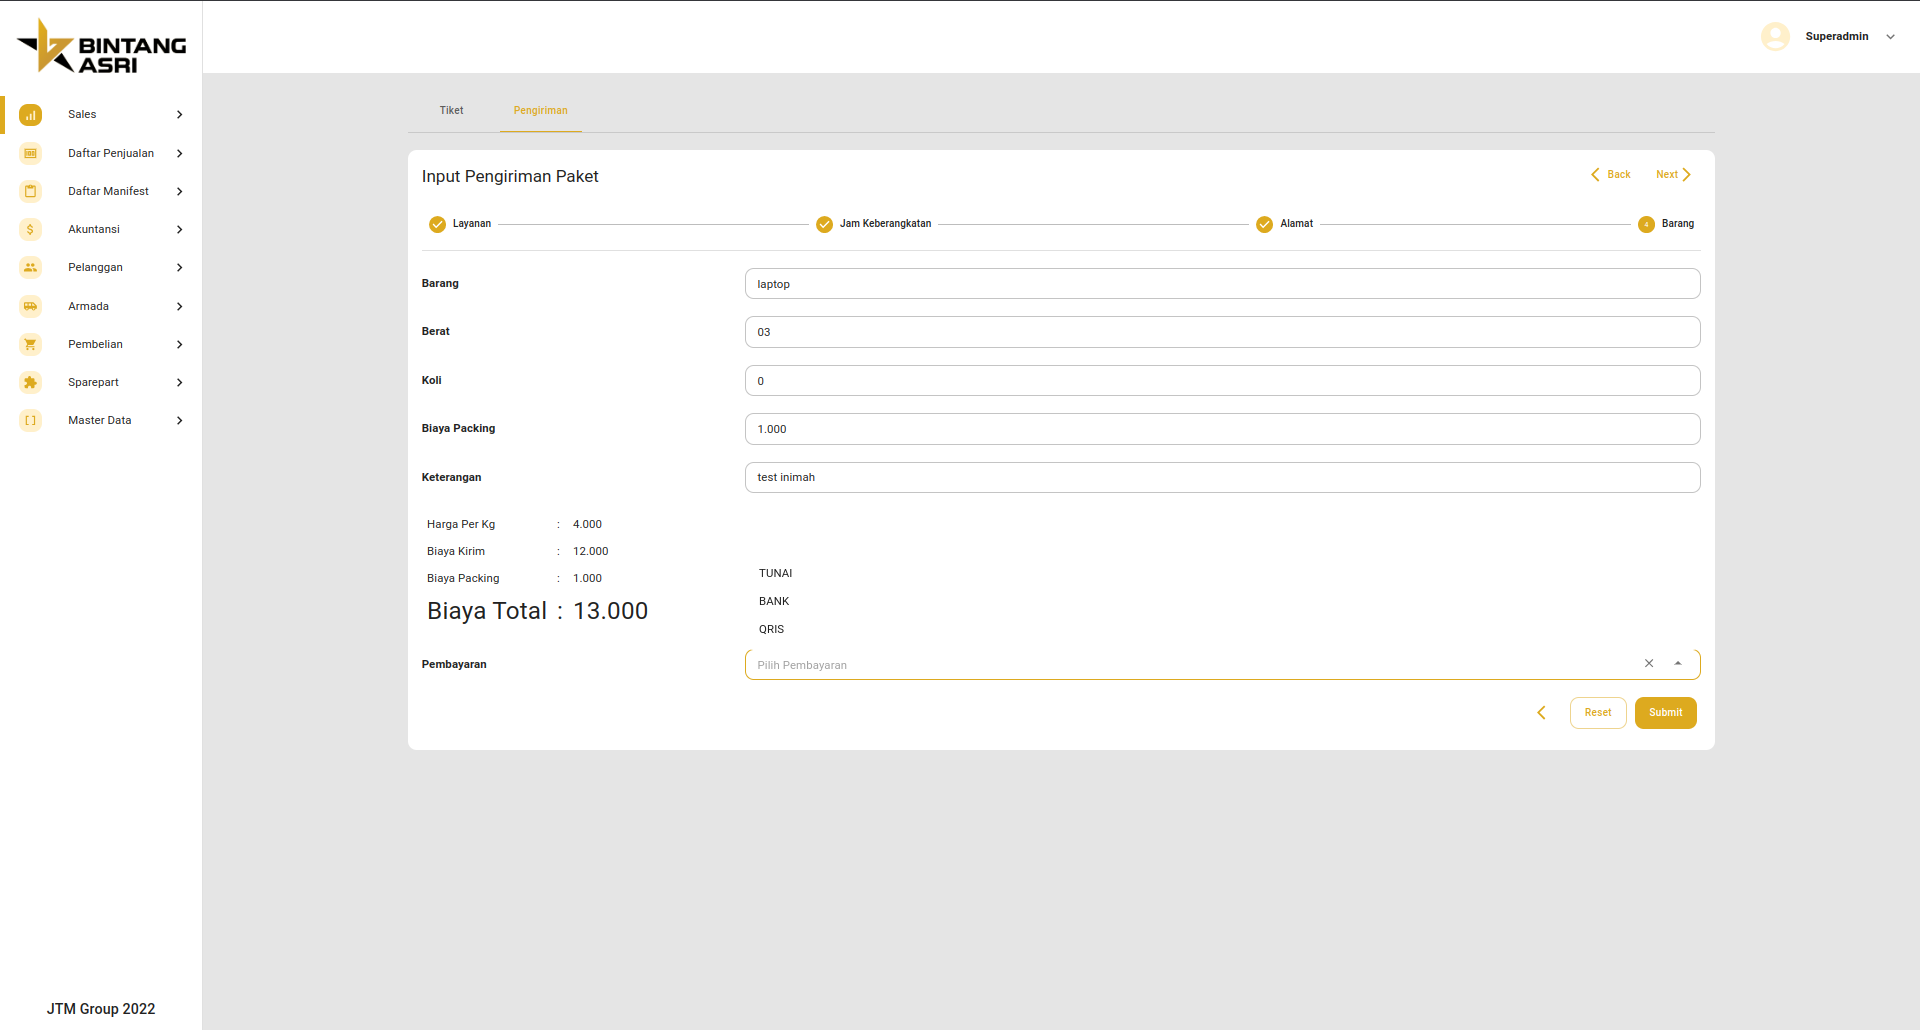 BINTANG
ASRI
Superadmin
Sales
Daftar Penjualan
Daftar Manifest
Akuntansi
Pelanggan
Armada
Pembelian
Sparepart
Master Data
JTM Group 2022
Tiket Pengiriman
Input Pengiriman Paket
Back Next
Layanan Jam Keberangkatan Alamat 4 Barang
Barang laptop
Berat 03
Koli 0
Biaya Packing 1.000
Keterangan test inimah
Harga Per Kg : 4.000
Biaya Kirim : 12.000
Biaya Packing : 1.000
Biaya Total : 13.000
TUNAI
BANK
QRIS
Pembayaran Pilih Pembayaran
Reset Submit